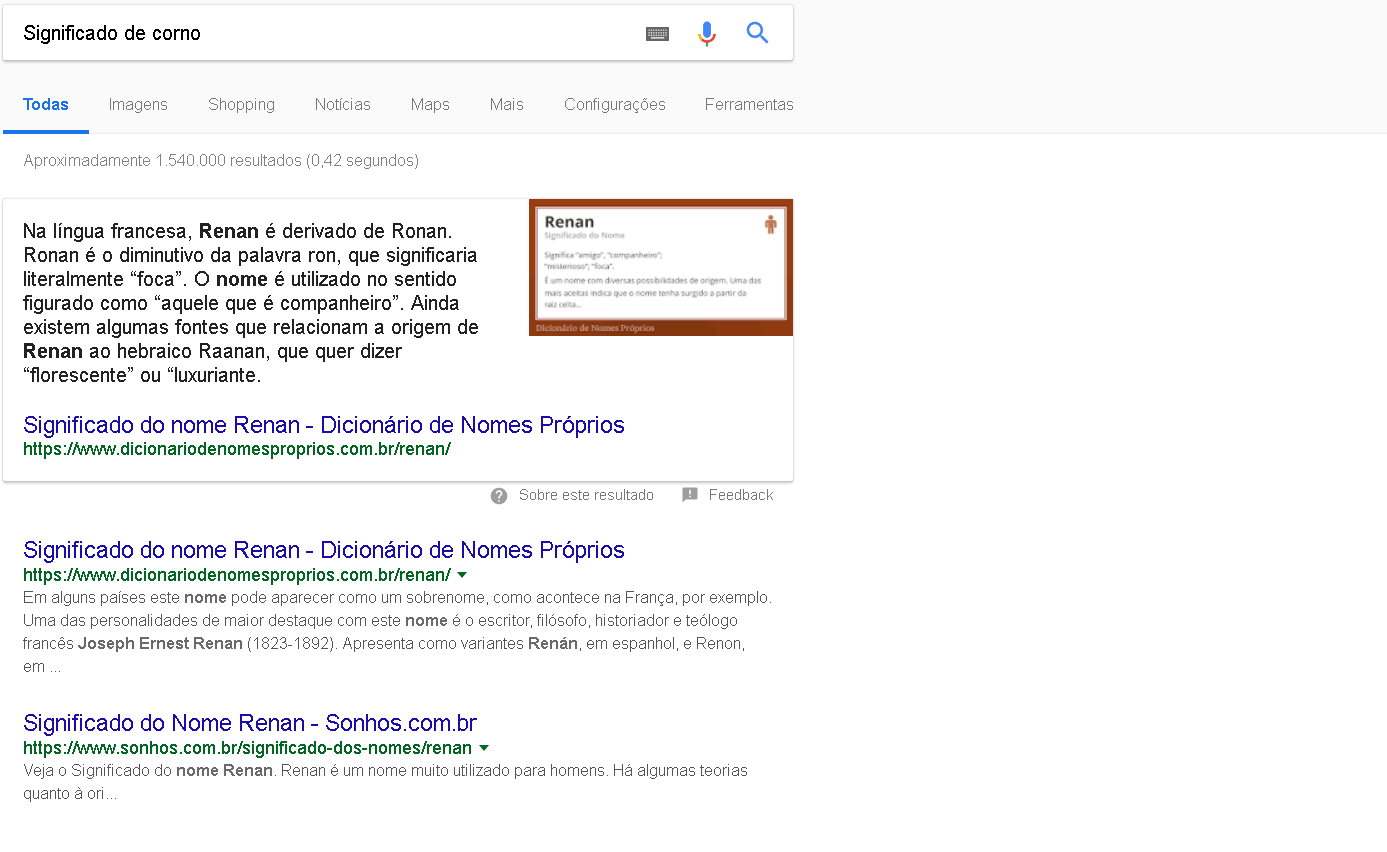 Significado de corno
Todas Imagens Shopping Notícias Maps Mais Configurações Ferramentas
Aproximadamente 1.540.000 resultados (0,42 segundos)
Na língua francesa, Renan é derivado de Ronan.
Ronan é o diminutivo da palavra ron, que significaria
literalmente “foca”. O nome é utilizado no sentido
figurado como “aquele que é companheiro”. Ainda
existem algumas fontes que relacionam a origem de
Renan ao hebraico Raanan, que quer dizer
“florescente” ou “luxuriante.
Renan
Significado do Nome
Significa "amigo", "companheiro";
"misterioso"; "foca".
É um nome com diversas possibilidades de origem. Uma das
mais aceitas indica que o nome tenha surgido a partir da
raiz celta...
Dicionário de Nomes Próprios
Significado do nome Renan - Dicionário de Nomes Próprios
https://www.dicionariodenomesproprios.com.br/renan/
Sobre este resultado Feedback
Significado do nome Renan - Dicionário de Nomes Próprios
https://www.dicionariodenomesproprios.com.br/renan/
Em alguns países este nome pode aparecer como um sobrenome, como acontece na França, por exemplo.
Uma das personalidades de maior destaque com este nome é o escritor, filósofo, historiador e teólogo
francês Joseph Ernest Renan (1823-1892). Apresenta como variantes Renán, em espanhol, e Renon,
em ...
Significado do Nome Renan - Sonhos.com.br
https://www.sonhos.com.br/significado-dos-nomes/renan
Veja o Significado do nome Renan. Renan é um nome muito utilizado para homens. Há algumas teorias
quanto à ori...